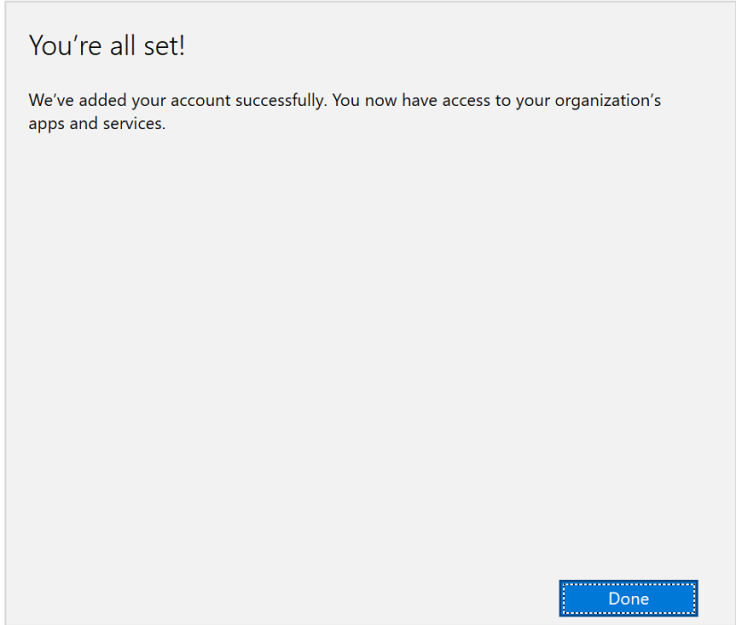 You’re all set!
We’ve added your account successfully. You now have access to your organization’s
apps and services.
Done